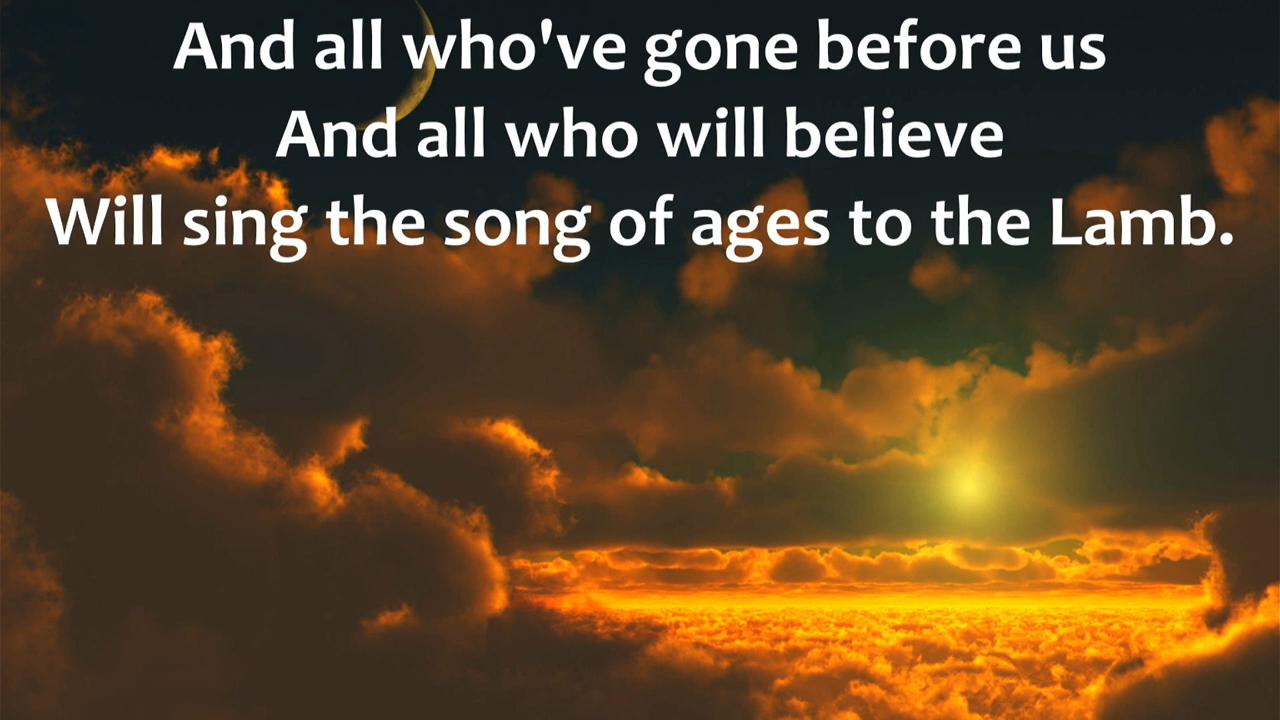 And all who've gone before us
And all who will believe
Will sing the song of ages to the Lamb.